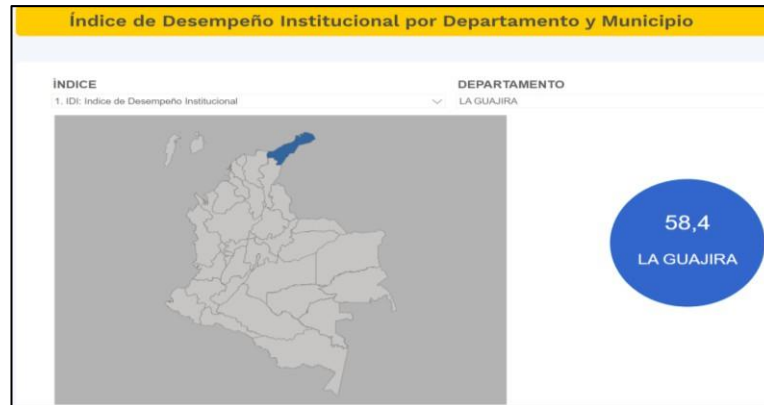 Índice de Desempeño Institucional por Departamento y Municipio
ÍNDICE
DEPARTAMENTO
1. IDI: Indice de Desempeño Institucional
LA GUAJIRA
58,4
LA GUAJIRA